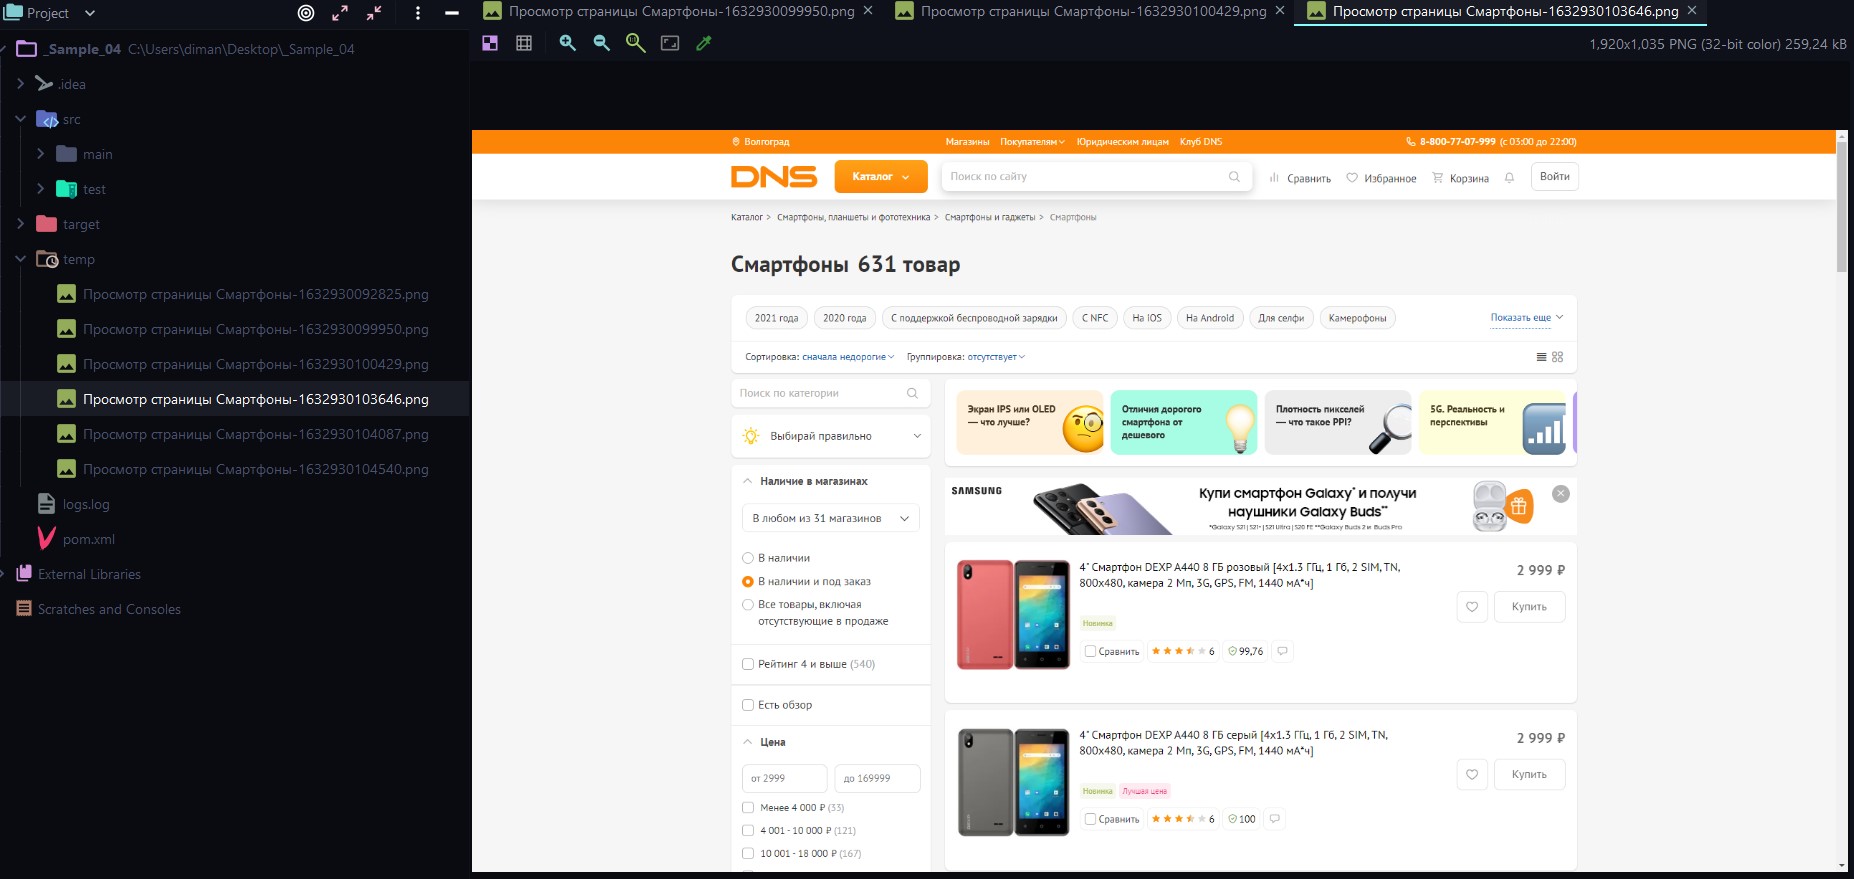 Project
_Sample_04 C:\Users\diman\Desktop\_Sample_04
.idea
src
main
test
target
temp
Просмотр страницы Смартфоны-1632930092825.png
Просмотр страницы Смартфоны-1632930099950.png
Просмотр страницы Смартфоны-1632930100429.png
Просмотр страницы Смартфоны-1632930103646.png
Просмотр страницы Смартфоны-1632930104087.png
Просмотр страницы Смартфоны-1632930104540.png
logs.log
pom.xml
External Libraries
Scratches and Consoles
Просмотр страницы Смартфоны-1632930099950.png Просмотр страницы Смартфоны-1632930100429.png Просмотр страницы Смартфоны-1632930103646.png
1,920x1,035 PNG (32-bit color) 259,24 kB
Волгоград Магазины Покупателям Юридическим лицам Клуб DNS 8-800-77-07-999 (с 03:00 до 22:00)
DNS Каталог Поиск по сайту Сравнить Избранное Корзина Войти
Каталог > Смартфоны, планшеты и фототехника > Смартфоны и гаджеты > Смартфоны
Смартфоны 631 товар
2021 года 2020 года С поддержкой беспроводной зарядки С NFC На IOS На Android Для селфи Камерофоны Показать еще
Сортировка: сначала недорогие Группировка: отсутствует
Поиск по категории
Выбирай правильно
Наличие в магазинах
В любом из 31 магазинов
В наличии
В наличии и под заказ
Все товары, включая
отсутствующие в продаже
Рейтинг 4 и выше (540)
Есть обзор
Цена
от 2999 до 169999
Менее 4 000 ₽ (33)
4 001 - 10 000 ₽ (121)
10 001 - 18 000 ₽ (167)
Экран IPS или OLED
— что лучше?
Отличия дорогого
смартфона от
дешевого
Плотность пикселей
— что такое PPI?
5G. Реальность и
перспективы
SAMSUNG
Купи смартфон Galaxy* и получи
наушники Galaxy Buds**
*Galaxy S21 | S21+ | S21 Ultra | S20 FE **Galaxy Buds 2 и Buds Pro
4" Смартфон DEXP A440 8 ГБ розовый [4x1.3 ГГц, 1 Гб, 2 SIM, TN,
800x480, камера 2 Мп, 3G, GPS, FM, 1440 мА*ч]
2 999 ₽
Купить
Новинка
Сравнить 6 99,76
4" Смартфон DEXP A440 8 ГБ серый [4x1.3 ГГц, 1 Гб, 2 SIM, TN,
800x480, камера 2 Мп, 3G, GPS, FM, 1440 мА*ч]
2 999 ₽
Купить
Новинка Лучшая цена
Сравнить 6 100